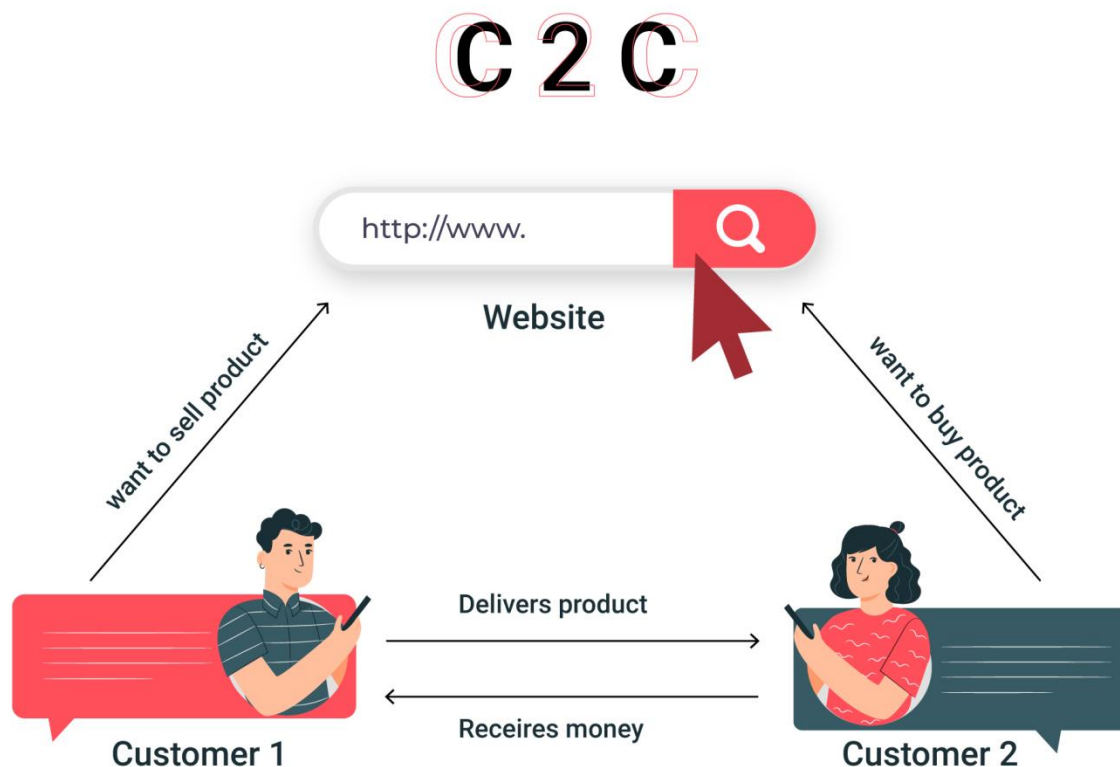 C2C
http://www.
Website
want to sell product
want to buy product
Delivers product
Receires money
Customer 1
Customer 2